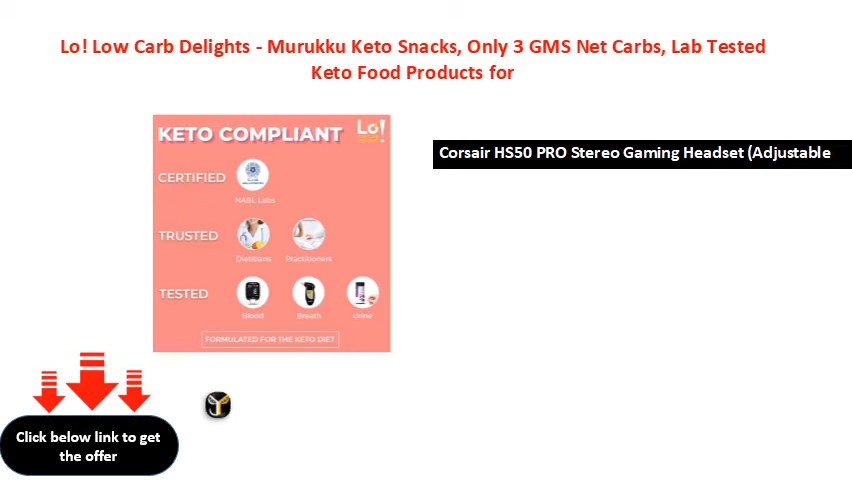 Lo! Low Carb Delights - Murukku Keto Snacks, Only 3 GMS Net Carbs, Lab Tested
Keto Food Products for
KETO COMPLIANT
Lo!
Corsair HS50 PRO Stereo Gaming Headset (Adjustable
CERTIFIED
NABL Labs
TRUSTED
Dietitians Practitioners
TESTED
Blood Breath Urine
FORMULATED FOR THE KETO DIET
Click below link to get
the offer